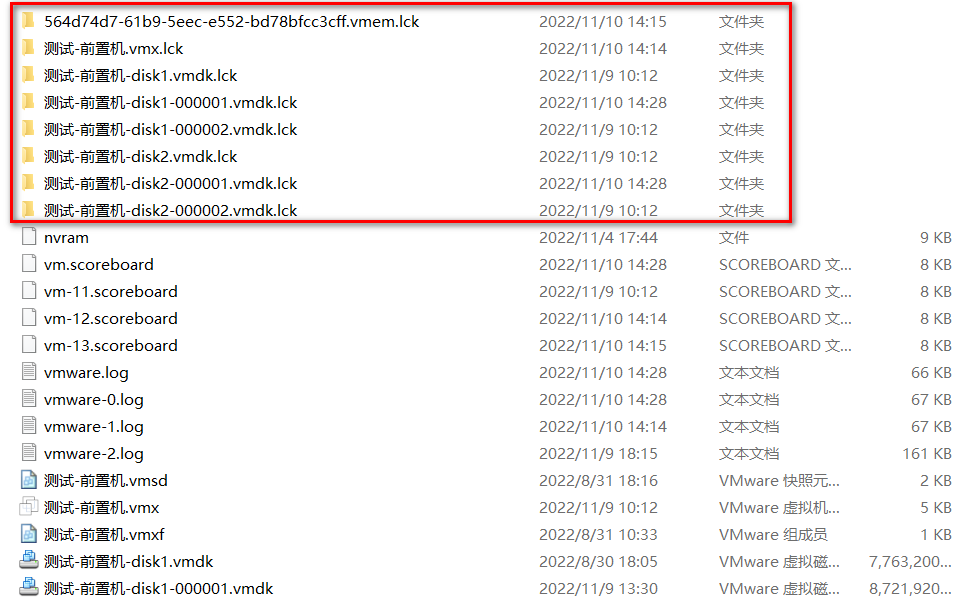 564d74d7-61b9-5eec-e552-bd78bfcc3cff.vmem.lck 2022/11/10 14:15 文件夹
测试-前置机.vmx.lck 2022/11/10 14:14 文件夹
测试-前置机-disk1.vmdk.lck 2022/11/9 10:12 文件夹
测试-前置机-disk1-000001.vmdk.lck 2022/11/10 14:28 文件夹
测试-前置机-disk1-000002.vmdk.lck 2022/11/9 10:12 文件夹
测试-前置机-disk2.vmdk.lck 2022/11/9 10:12 文件夹
测试-前置机-disk2-000001.vmdk.lck 2022/11/10 14:28 文件夹
测试-前置机-disk2-000002.vmdk.lck 2022/11/9 10:12 文件夹
nvram 2022/11/4 17:44 文件 9 KB
vm.scoreboard 2022/11/10 14:28 SCOREBOARD 文... 8 KB
vm-11.scoreboard 2022/11/9 10:12 SCOREBOARD 文... 8 KB
vm-12.scoreboard 2022/11/10 14:14 SCOREBOARD 文... 8 KB
vm-13.scoreboard 2022/11/10 14:15 SCOREBOARD 文... 8 KB
vmware.log 2022/11/10 14:28 文本文档 66 KB
vmware-0.log 2022/11/10 14:28 文本文档 67 KB
vmware-1.log 2022/11/10 14:14 文本文档 67 KB
vmware-2.log 2022/11/9 18:15 文本文档 161 KB
测试-前置机.vmsd 2022/8/31 18:16 VMware 快照元... 2 KB
测试-前置机.vmx 2022/11/9 10:12 VMware 虚拟机... 5 KB
测试-前置机.vmxf 2022/8/31 10:33 VMware 组成员 1 KB
测试-前置机-disk1.vmdk 2022/8/30 18:05 VMware 虚拟磁... 7,763,200...
测试-前置机-disk1-000001.vmdk 2022/11/9 13:30 VMware 虚拟磁... 8,721,920...